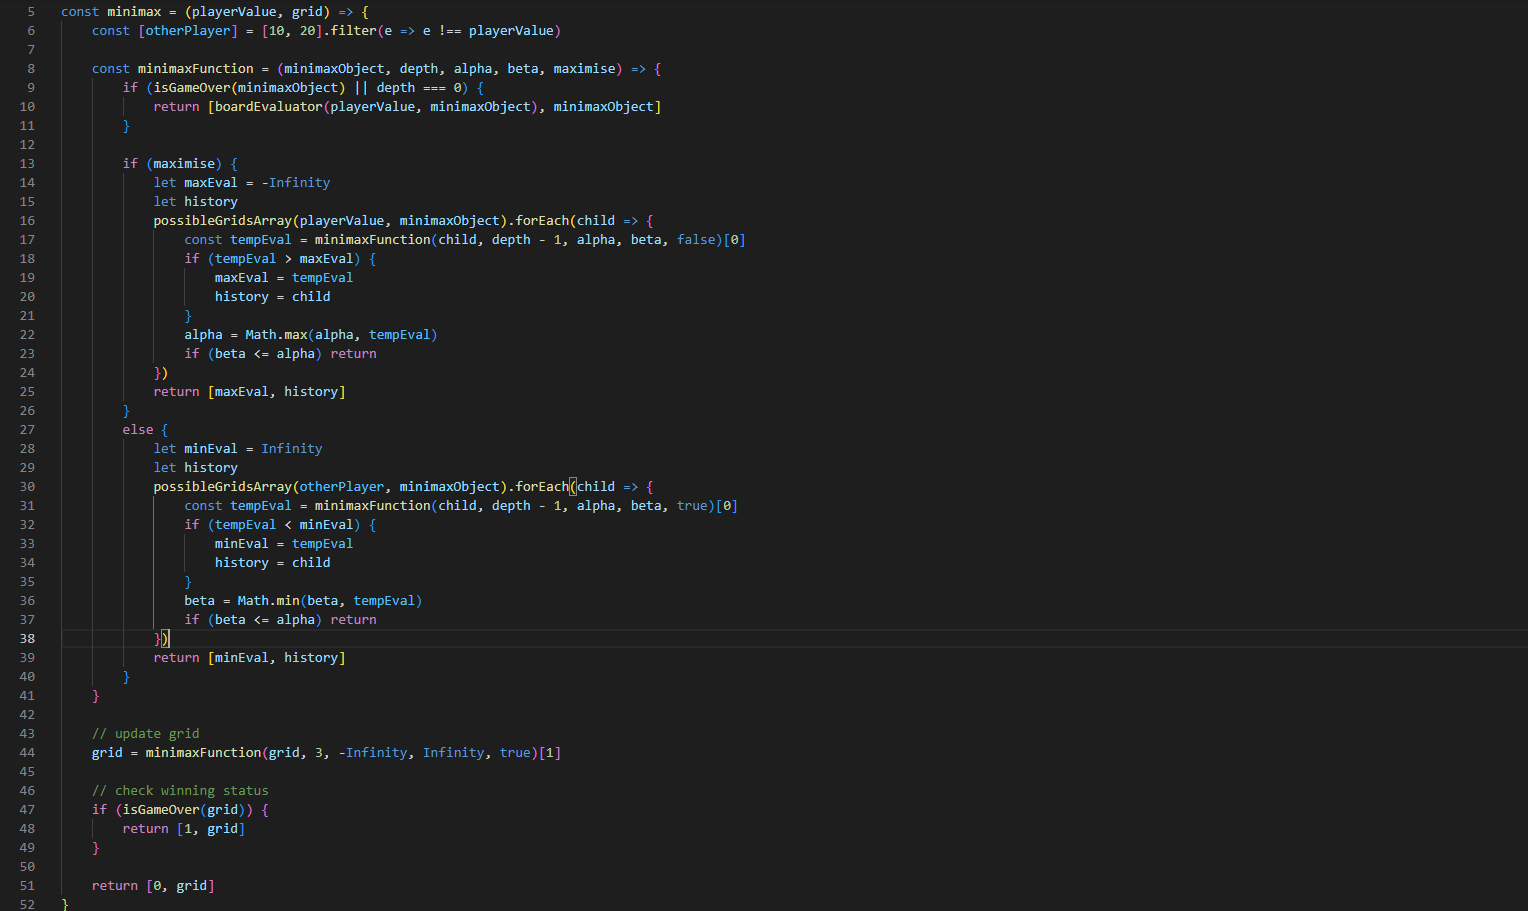 5 const minimax = (playerValue, grid) => {
6 const [otherPlayer] = [10, 20].filter(e => e !== playerValue)
7
8 const minimaxFunction = (minimaxObject, depth, alpha, beta, maximise) => {
9 if (isGameOver(minimaxObject) || depth === 0) {
10 return [boardEvaluator(playerValue, minimaxObject), minimaxObject]
11 }
12
13 if (maximise) {
14 let maxEval = -Infinity
15 let history
16 possibleGridsArray(playerValue, minimaxObject).forEach(child => {
17 const tempEval = minimaxFunction(child, depth - 1, alpha, beta, false)[0]
18 if (tempEval > maxEval) {
19 maxEval = tempEval
20 history = child
21 }
22 alpha = Math.max(alpha, tempEval)
23 if (beta <= alpha) return
24 })
25 return [maxEval, history]
26 }
27 else {
28 let minEval = Infinity
29 let history
30 possibleGridsArray(otherPlayer, minimaxObject).forEach(child => {
31 const tempEval = minimaxFunction(child, depth - 1, alpha, beta, true)[0]
32 if (tempEval < minEval) {
33 minEval = tempEval
34 history = child
35 }
36 beta = Math.min(beta, tempEval)
37 if (beta <= alpha) return
38 })
39 return [minEval, history]
40 }
41 }
42
43 // update grid
44 grid = minimaxFunction(grid, 3, -Infinity, Infinity, true)[1]
45
46 // check winning status
47 if (isGameOver(grid)) {
48 return [1, grid]
49 }
50
51 return [0, grid]
52 }